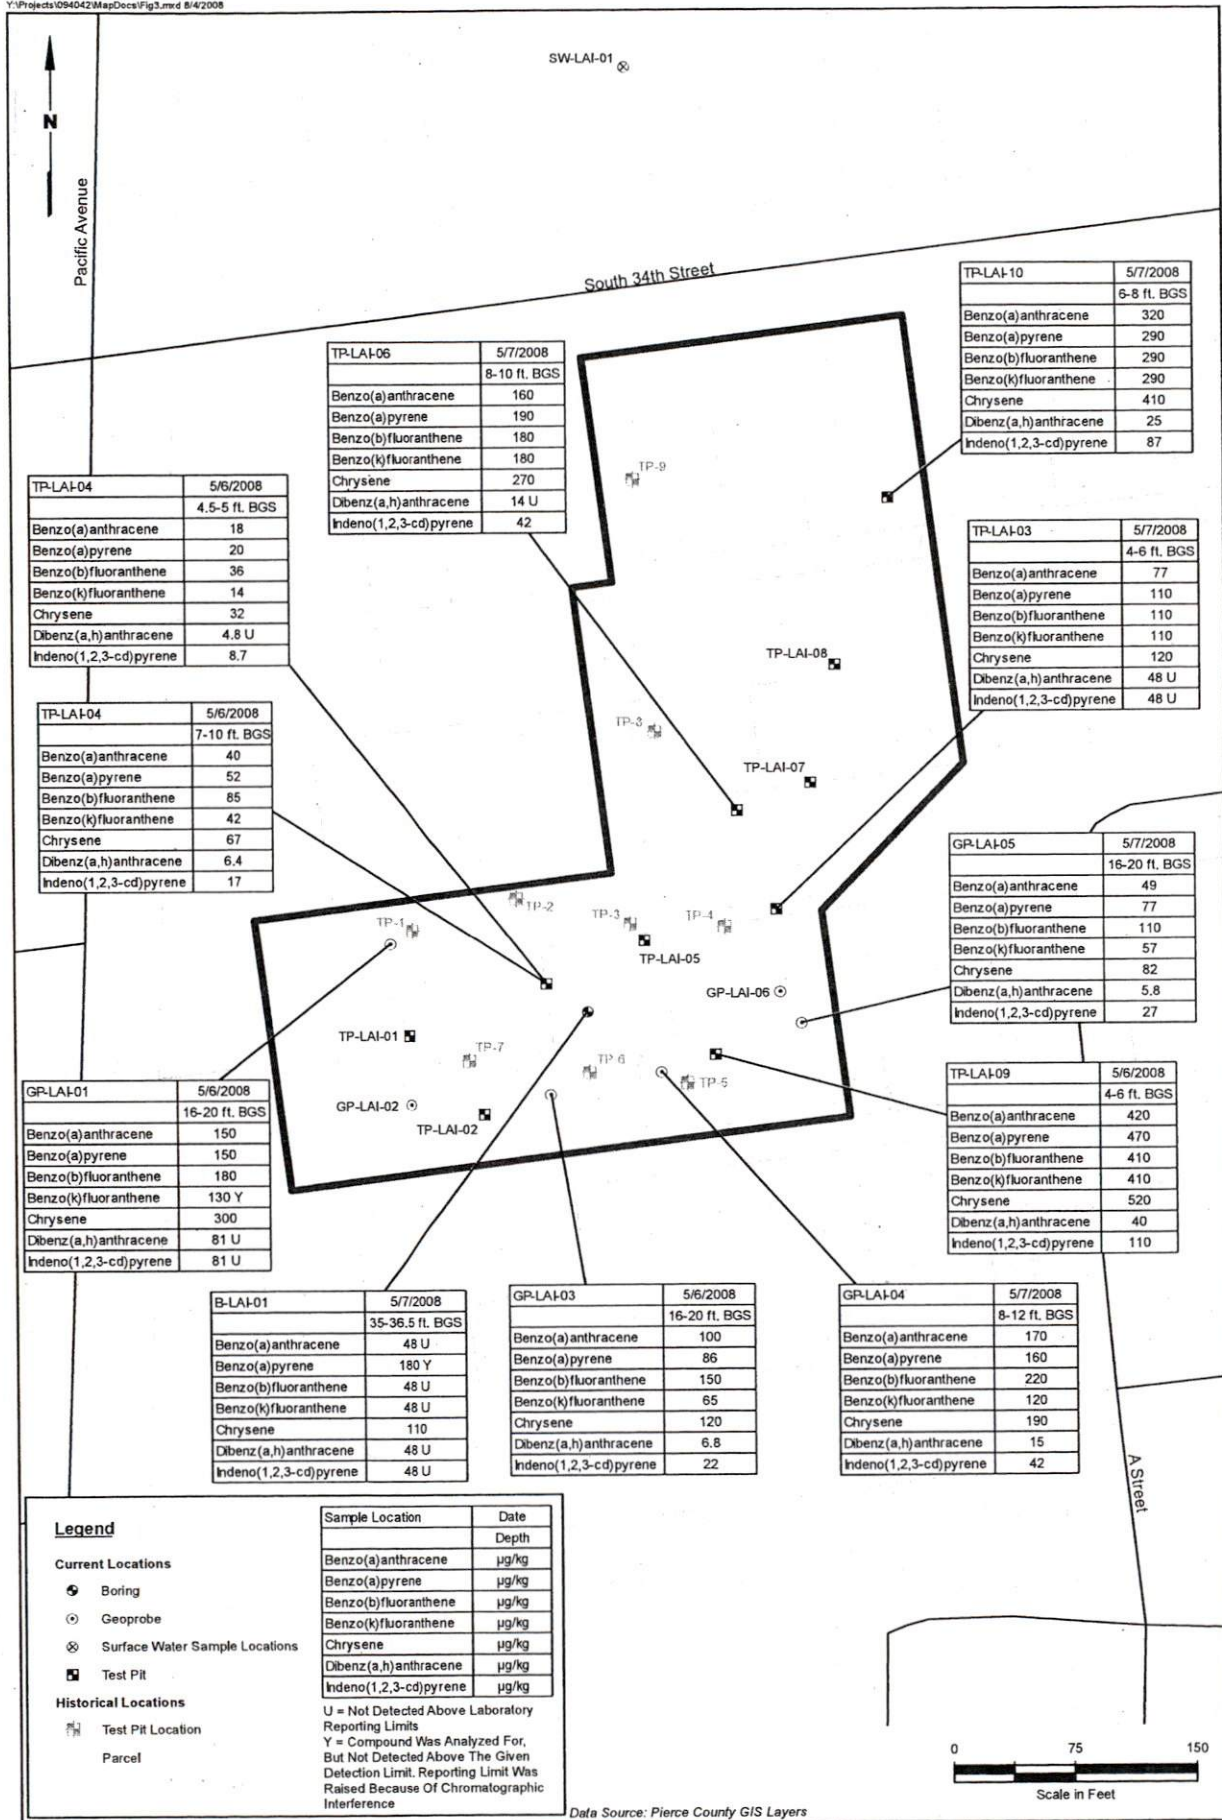 Y:\Projects\094042\MapDocs\Fig3.mxd 8/4/2008
SW-LAI-01
N
Pacific Avenue
South 34th Street
TP-LAI-10 5/7/2008
6-8 ft. BGS
Benzo(a)anthracene 320
Benzo(a)pyrene 290
Benzo(b)fluoranthene 290
Benzo(k)fluoranthene 290
Chrysene 410
Dibenz(a,h)anthracene 25
Indeno(1,2,3-cd)pyrene 87
TP-LAI-06 5/7/2008
8-10 ft. BGS
Benzo(a)anthracene 160
Benzo(a)pyrene 190
Benzo(b)fluoranthene 180
Benzo(k)fluoranthene 180
Chrysene 270
Dibenz(a,h)anthracene 14 U
Indeno(1,2,3-cd)pyrene 42
TP-9
TP-LAI-04 5/6/2008
4.5-5 ft. BGS
Benzo(a)anthracene 18
Benzo(a)pyrene 20
Benzo(b)fluoranthene 36
Benzo(k)fluoranthene 14
Chrysene 32
Dibenz(a,h)anthracene 4.8 U
Indeno(1,2,3-cd)pyrene 8.7
TP-LAI-03 5/7/2008
4-6 ft. BGS
Benzo(a)anthracene 77
Benzo(a)pyrene 110
Benzo(b)fluoranthene 110
Benzo(k)fluoranthene 110
Chrysene 120
Dibenz(a,h)anthracene 48 U
Indeno(1,2,3-cd)pyrene 48 U
TP-LAI-08
TP-LAI-04 5/6/2008
7-10 ft. BGS
Benzo(a)anthracene 40
Benzo(a)pyrene 52
Benzo(b)fluoranthene 85
Benzo(k)fluoranthene 42
Chrysene 67
Dibenz(a,h)anthracene 6.4
Indeno(1,2,3-cd)pyrene 17
TP-3
TP-LAI-07
GP-LAI-05 5/7/2008
16-20 ft. BGS
Benzo(a)anthracene 49
Benzo(a)pyrene 77
Benzo(b)fluoranthene 110
Benzo(k)fluoranthene 57
Chrysene 82
Dibenz(a,h)anthracene 5.8
Indeno(1,2,3-cd)pyrene 27
TP-2
TP-1
TP-3
TP-4
TP-LAI-05
GP-LAI-06
TP-LAI-01
TP-7
TP-6
TP-5
GP-LAI-02
TP-LAI-02
TP-LAI-09 5/6/2008
4-6 ft. BGS
Benzo(a)anthracene 420
Benzo(a)pyrene 470
Benzo(b)fluoranthene 410
Benzo(k)fluoranthene 410
Chrysene 520
Dibenz(a,h)anthracene 40
Indeno(1,2,3-cd)pyrene 110
GP-LAI-01 5/6/2008
16-20 ft. BGS
Benzo(a)anthracene 150
Benzo(a)pyrene 150
Benzo(b)fluoranthene 180
Benzo(k)fluoranthene 130 Y
Chrysene 300
Dibenz(a,h)anthracene 81 U
Indeno(1,2,3-cd)pyrene 81 U
B-LAI-01 5/7/2008
35-36.5 ft. BGS
Benzo(a)anthracene 48 U
Benzo(a)pyrene 180 Y
Benzo(b)fluoranthene 48 U
Benzo(k)fluoranthene 48 U
Chrysene 110
Dibenz(a,h)anthracene 48 U
Indeno(1,2,3-cd)pyrene 48 U
GP-LAI-03 5/6/2008
16-20 ft. BGS
Benzo(a)anthracene 100
Benzo(a)pyrene 86
Benzo(b)fluoranthene 150
Benzo(k)fluoranthene 65
Chrysene 120
Dibenz(a,h)anthracene 6.8
Indeno(1,2,3-cd)pyrene 22
GP-LAI-04 5/7/2008
8-12 ft. BGS
Benzo(a)anthracene 170
Benzo(a)pyrene 160
Benzo(b)fluoranthene 220
Benzo(k)fluoranthene 120
Chrysene 190
Dibenz(a,h)anthracene 15
Indeno(1,2,3-cd)pyrene 42
A Street
Legend
Current Locations
Boring
Geoprobe
Surface Water Sample Locations
Test Pit
Historical Locations
Test Pit Location
Parcel
Sample Location Date
Depth
Benzo(a)anthracene µg/kg
Benzo(a)pyrene µg/kg
Benzo(b)fluoranthene µg/kg
Benzo(k)fluoranthene µg/kg
Chrysene µg/kg
Dibenz(a,h)anthracene µg/kg
Indeno(1,2,3-cd)pyrene µg/kg
U = Not Detected Above Laboratory
Reporting Limits
Y = Compound Was Analyzed For,
But Not Detected Above The Given
Detection Limit. Reporting Limit Was
Raised Because Of Chromatographic
Interference
0 75 150
Scale in Feet
Data Source: Pierce County GIS Layers